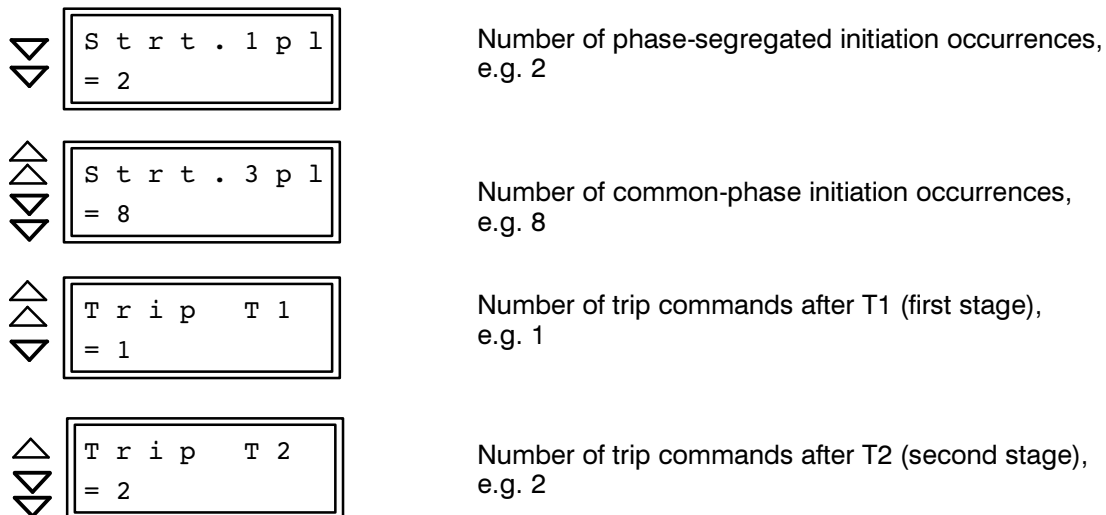 Strt.1pl
= 2
Number of phase-segregated initiation occurrences,
e.g. 2
Strt.3pl
= 8
Number of common-phase initiation occurrences,
e.g. 8
Trip T1
= 1
Number of trip commands after T1 (first stage),
e.g. 1
Trip T2
= 2
Number of trip commands after T2 (second stage),
e.g. 2